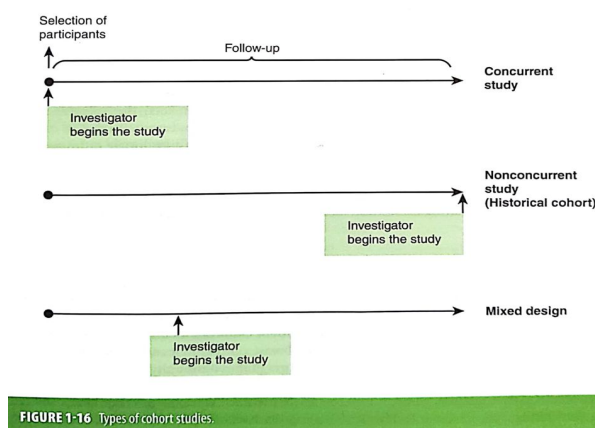 Selection of
participants
Follow-up
Concurrent
study
Investigator
begins the study
Nonconcurrent
study
(Historical cohort)
Investigator
begins the study
Mixed design
Investigator
begins the study
FIGURE 1-16 Types of cohort studies.